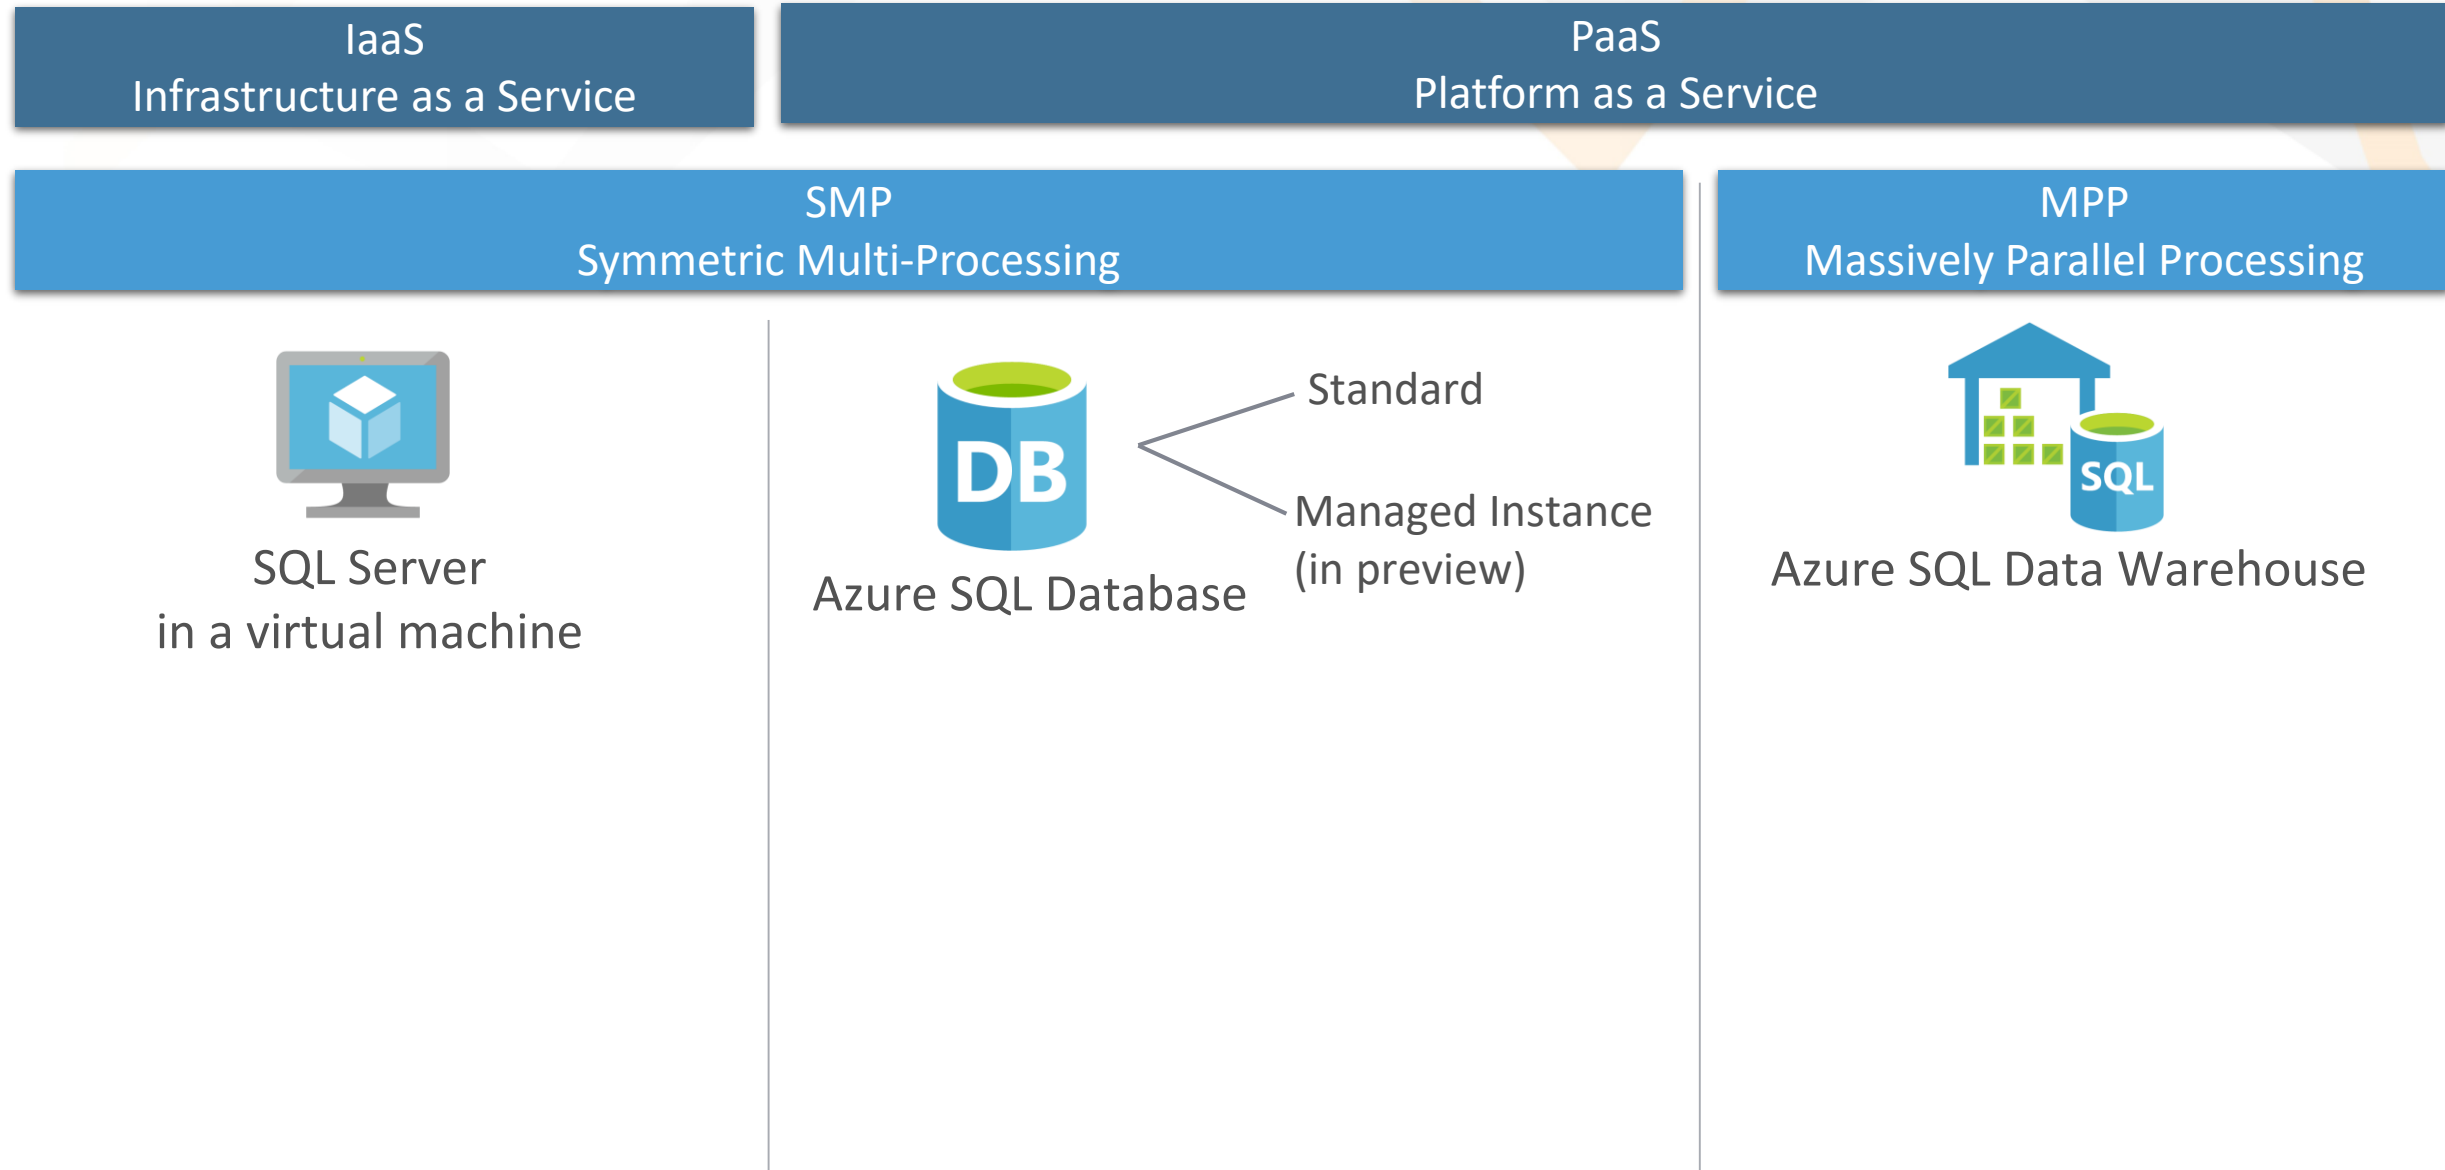 IaaS
Infrastructure as a Service
PaaS
Platform as a Service
SMP
Symmetric Multi-Processing
MPP
Massively Parallel Processing
SQL Server
in a virtual machine
DB
Azure SQL Database
Standard
Managed Instance
(in preview)
SQL
Azure SQL Data Warehouse